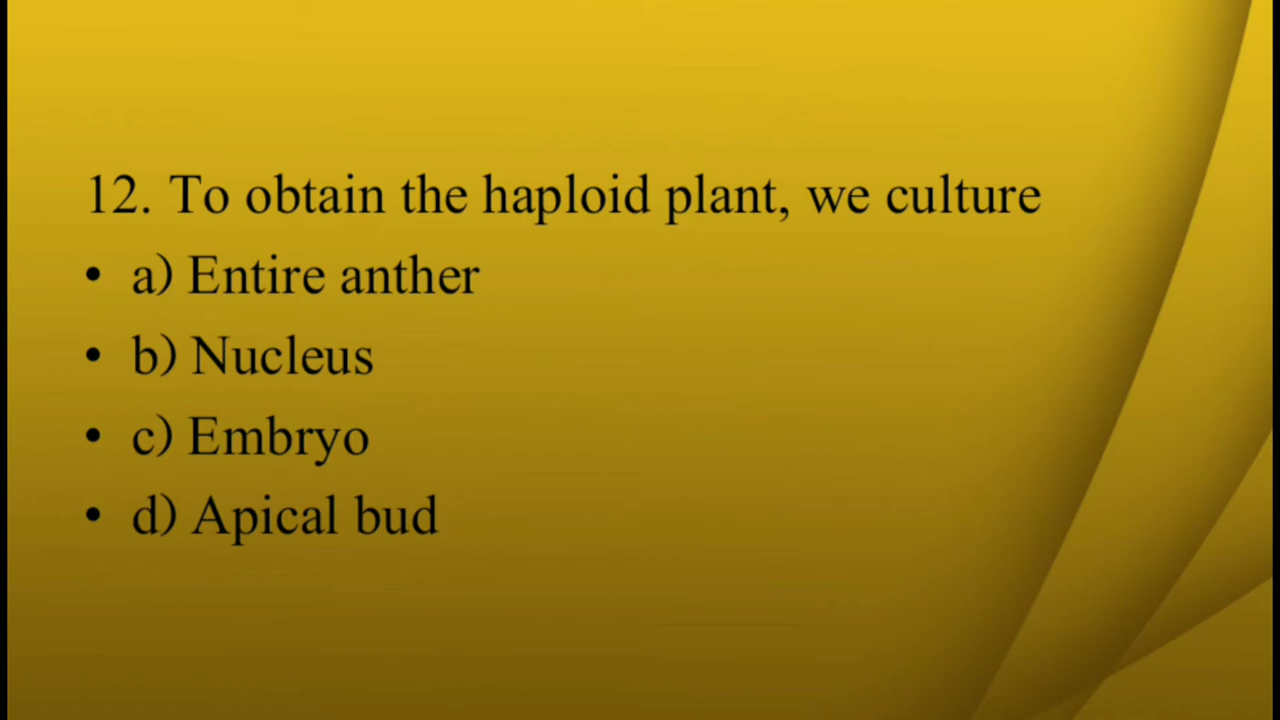 12. To obtain the haploid plant, we culture
• a) Entire anther
• b) Nucleus
• c) Embryo
• d) Apical bud